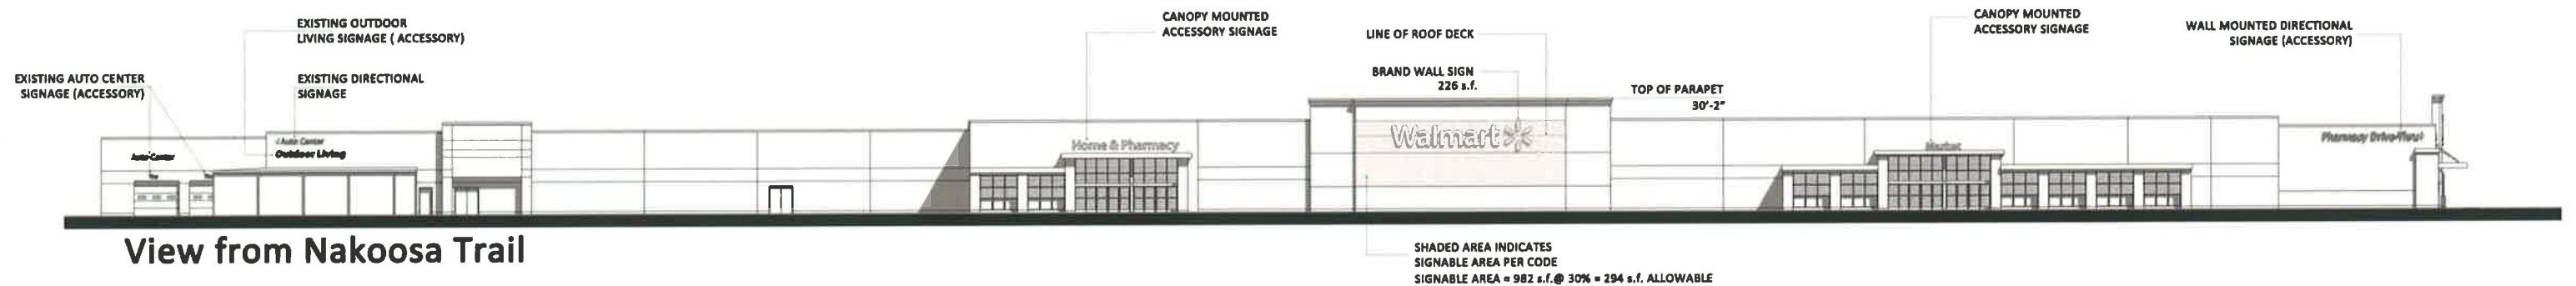 EXISTING OUTDOOR
LIVING SIGNAGE ( ACCESSORY)
CANOPY MOUNTED
ACCESSORY SIGNAGE
LINE OF ROOF DECK
CANOPY MOUNTED
ACCESSORY SIGNAGE
WALL MOUNTED DIRECTIONAL
SIGNAGE (ACCESSORY)
EXISTING AUTO CENTER
SIGNAGE (ACCESSORY)
EXISTING DIRECTIONAL
SIGNAGE
BRAND WALL SIGN
226 s.f.
TOP OF PARAPET
30'-2"
Auto Center
Outdoor Living
Auto Center
Home & Pharmacy
Walmart
Market
Pharmacy Drive-Thru
View from Nakoosa Trail
SHADED AREA INDICATES
SIGNABLE AREA PER CODE
SIGNABLE AREA = 982 s.f.@ 30% = 294 s.f. ALLOWABLE